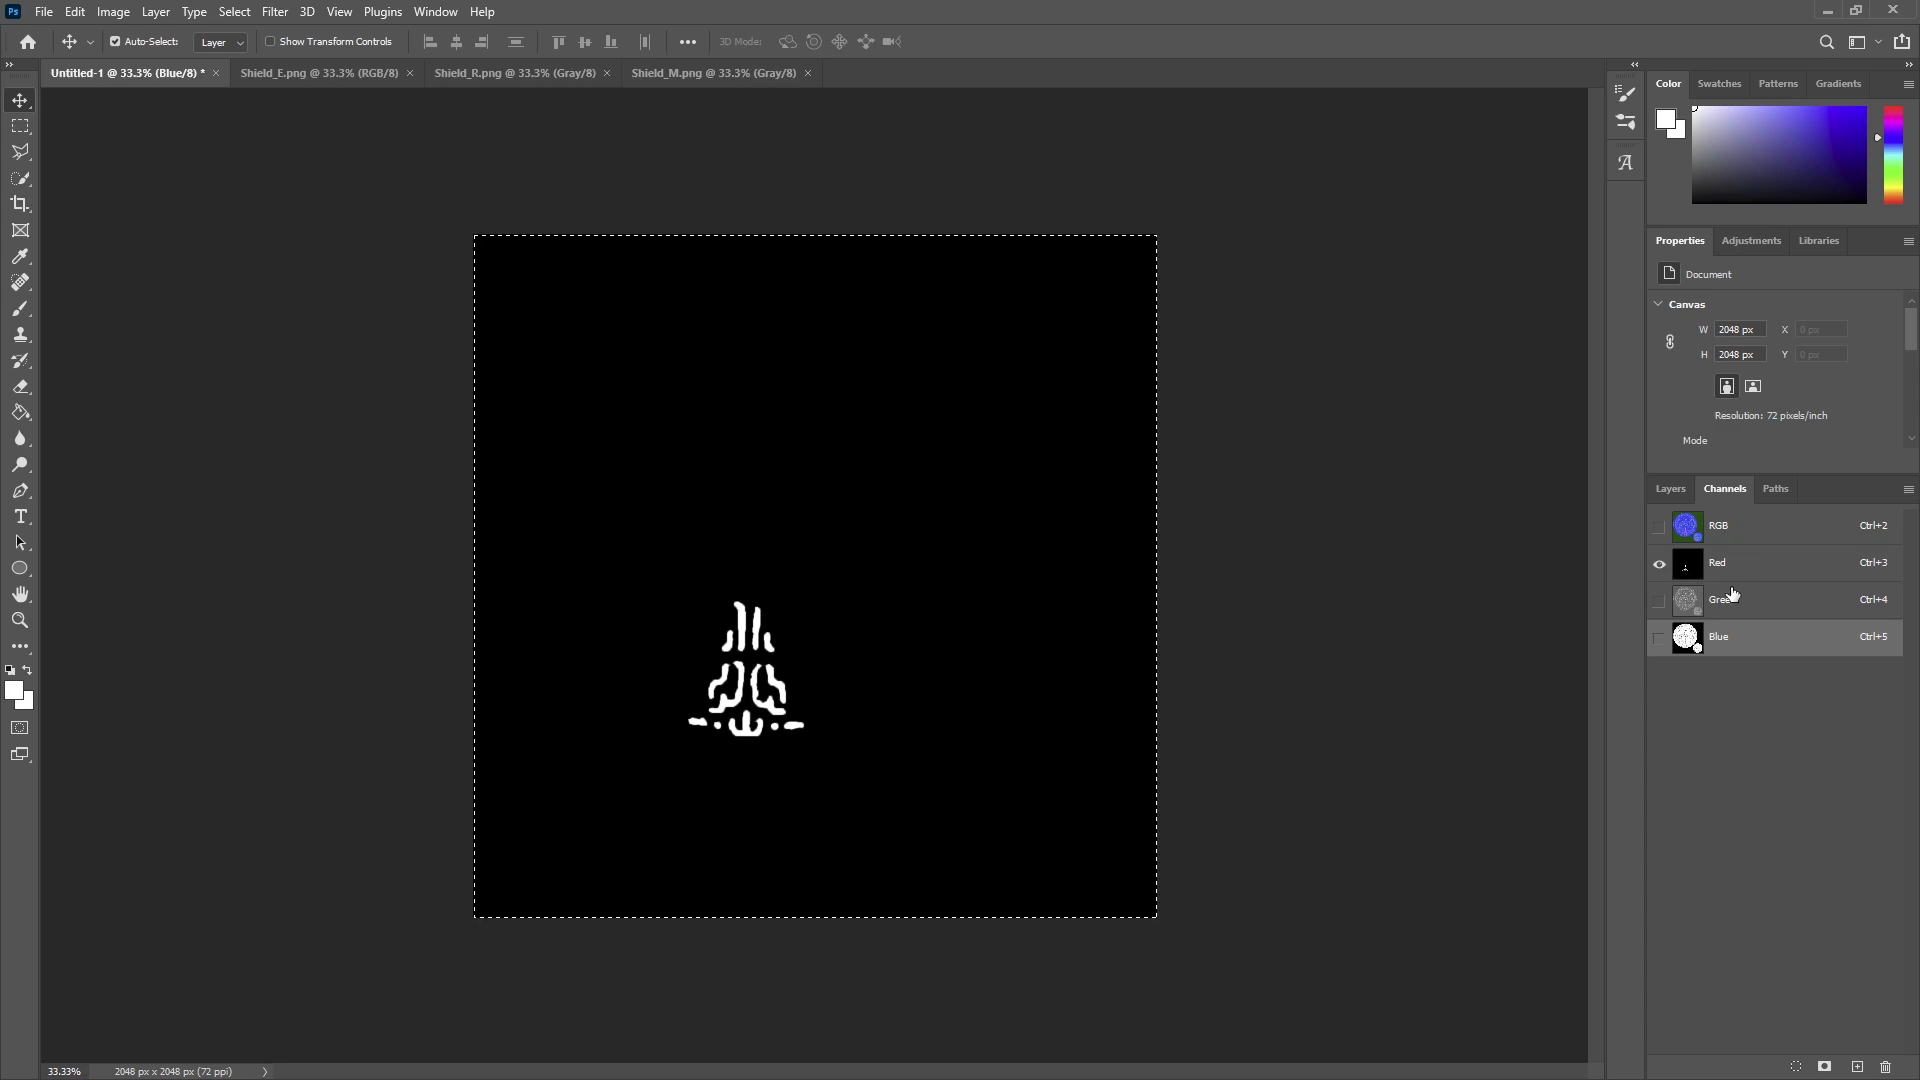 Ps File Edit Image Layer Type Select Filter 3D View Plugins Window Help
Auto-Select: Layer Show Transform Controls 3D Mode:
Untitled-1 @ 33.3% (Blue/8) * Shield_E.png @ 33.3% (RGB/8) Shield_R.png @ 33.3% (Gray/8) Shield_M.png @ 33.3% (Gray/8)
Color Swatches Patterns Gradients
Properties Adjustments Libraries
Document
Canvas
W 2048 px X 0 px
H 2048 px Y 0 px
Resolution: 72 pixels/inch
Mode
Layers Channels Paths
RGB Ctrl+2
Red Ctrl+3
Gree Ctrl+4
Blue Ctrl+5
33.33% 2048 px x 2048 px (72 ppi)